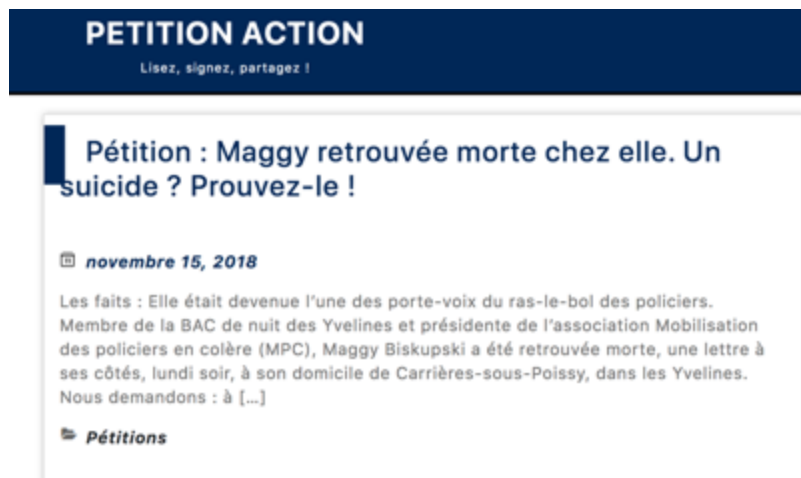 PETITION ACTION
Lisez, signez, partagez !
Pétition : Maggy retrouvée morte chez elle. Un
suicide ? Prouvez-le !
novembre 15, 2018
Les faits : Elle était devenue l'une des porte-voix du ras-le-bol des policiers.
Membre de la BAC de nuit des Yvelines et présidente de l'association Mobilisation
des policiers en colère (MPC), Maggy Biskupski a été retrouvée morte, une lettre à
ses côtés, lundi soir, à son domicile de Carrières-sous-Poissy, dans les Yvelines.
Nous demandons : à [...]
Pétitions